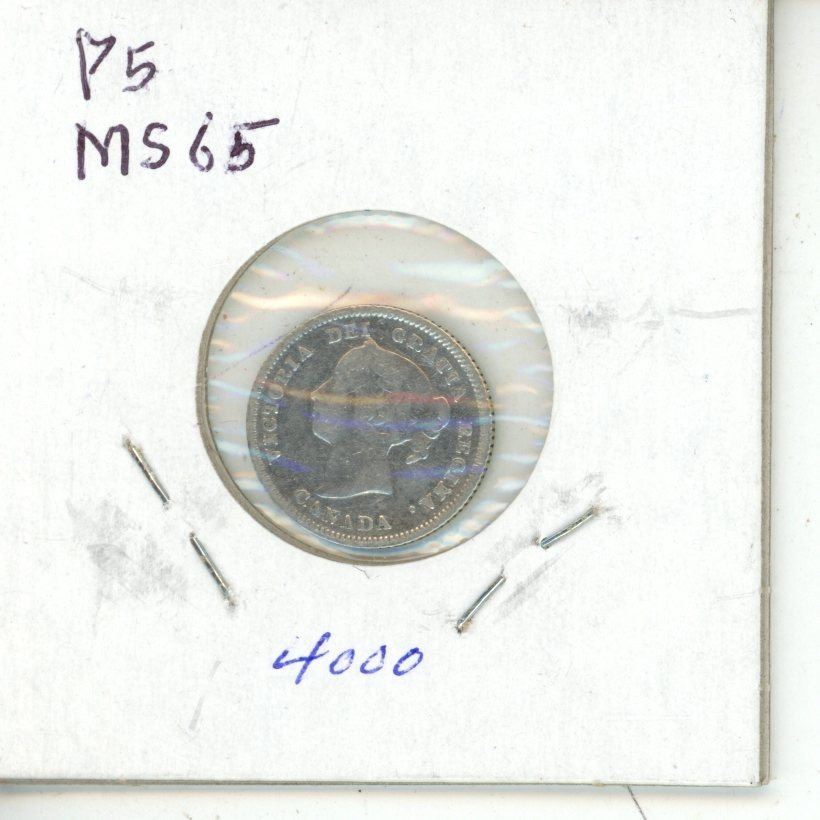 P5
MS65
VICTORIA DEI GRATIA REGINA.
CANADA
4000